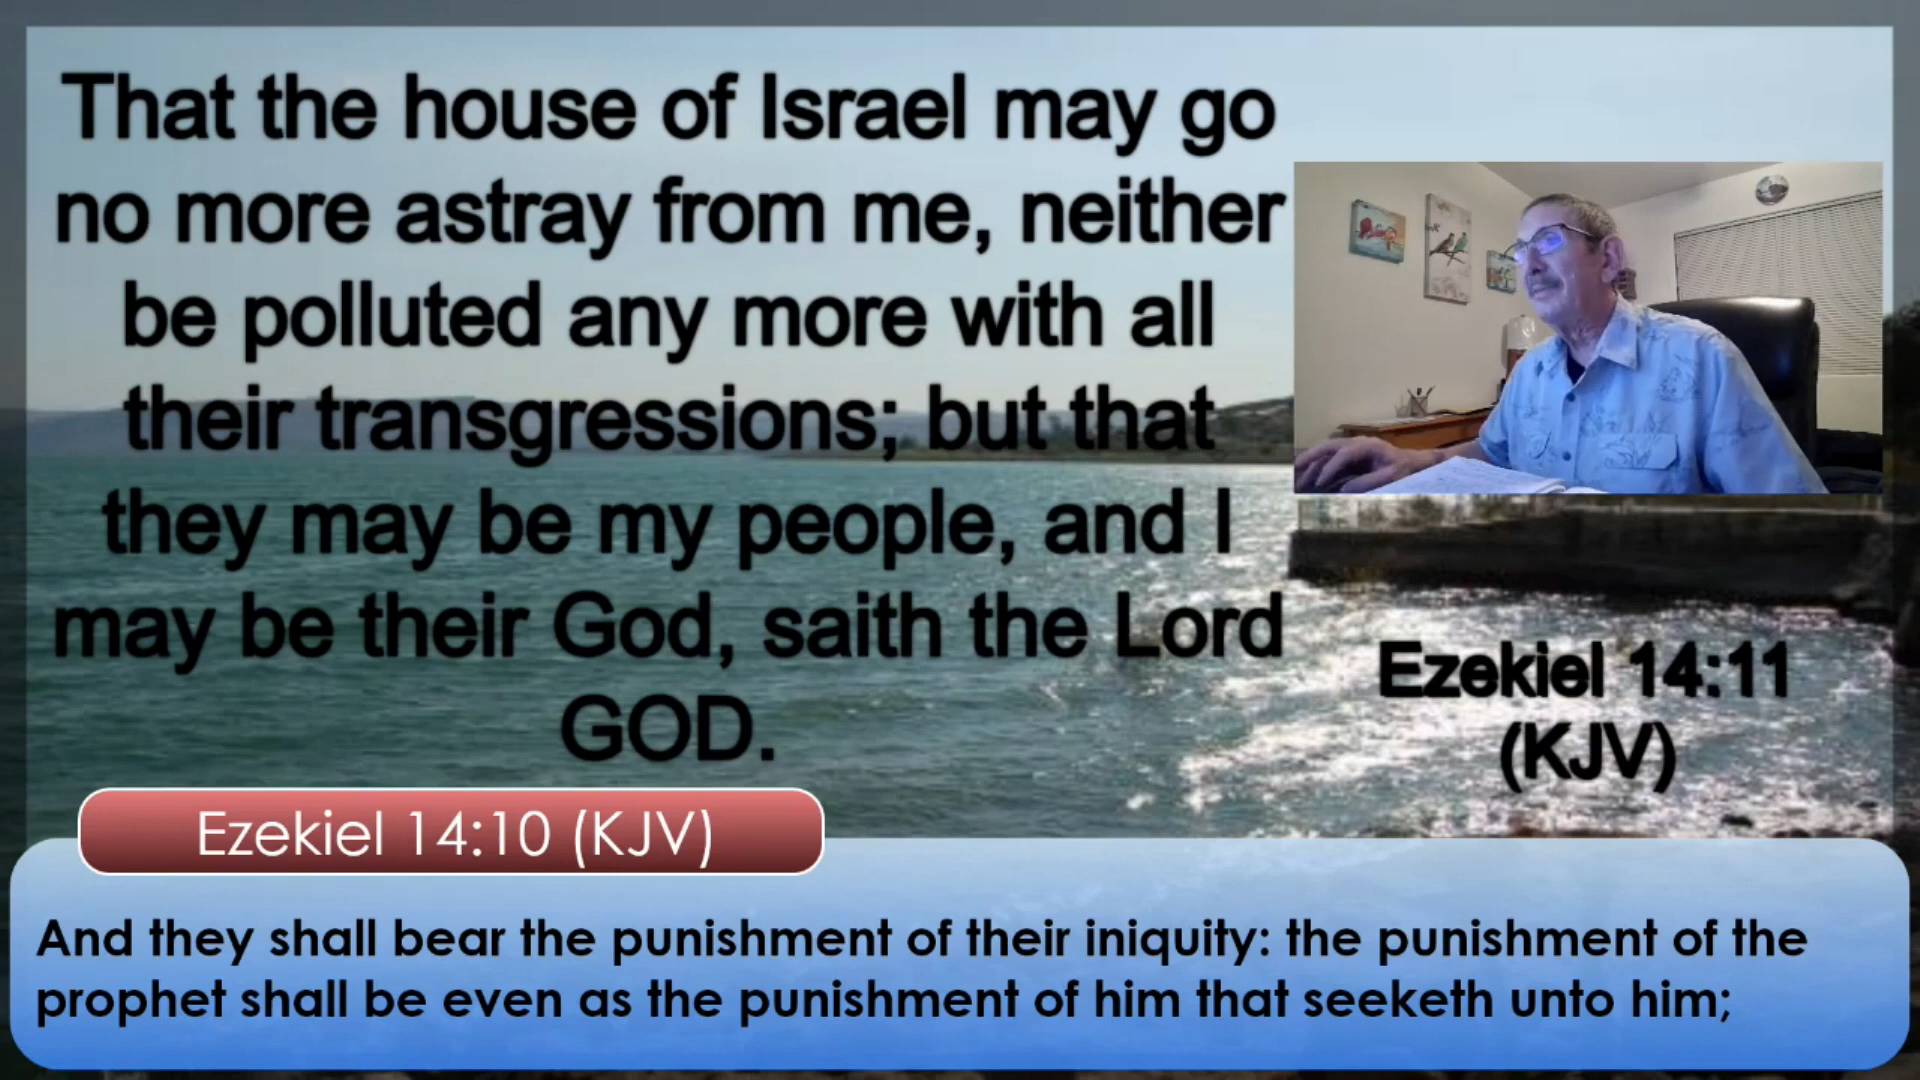 That the house of Israel may go
no more astray from me, neither
be polluted any more with all
their transgressions; but that
they may be my people, and I
may be their God, saith the Lord
GOD.
Ezekiel 14:11
(KJV)
Ezekiel 14:10 (KJV)
And they shall bear the punishment of their iniquity: the punishment of the
prophet shall be even as the punishment of him that seeketh unto him;